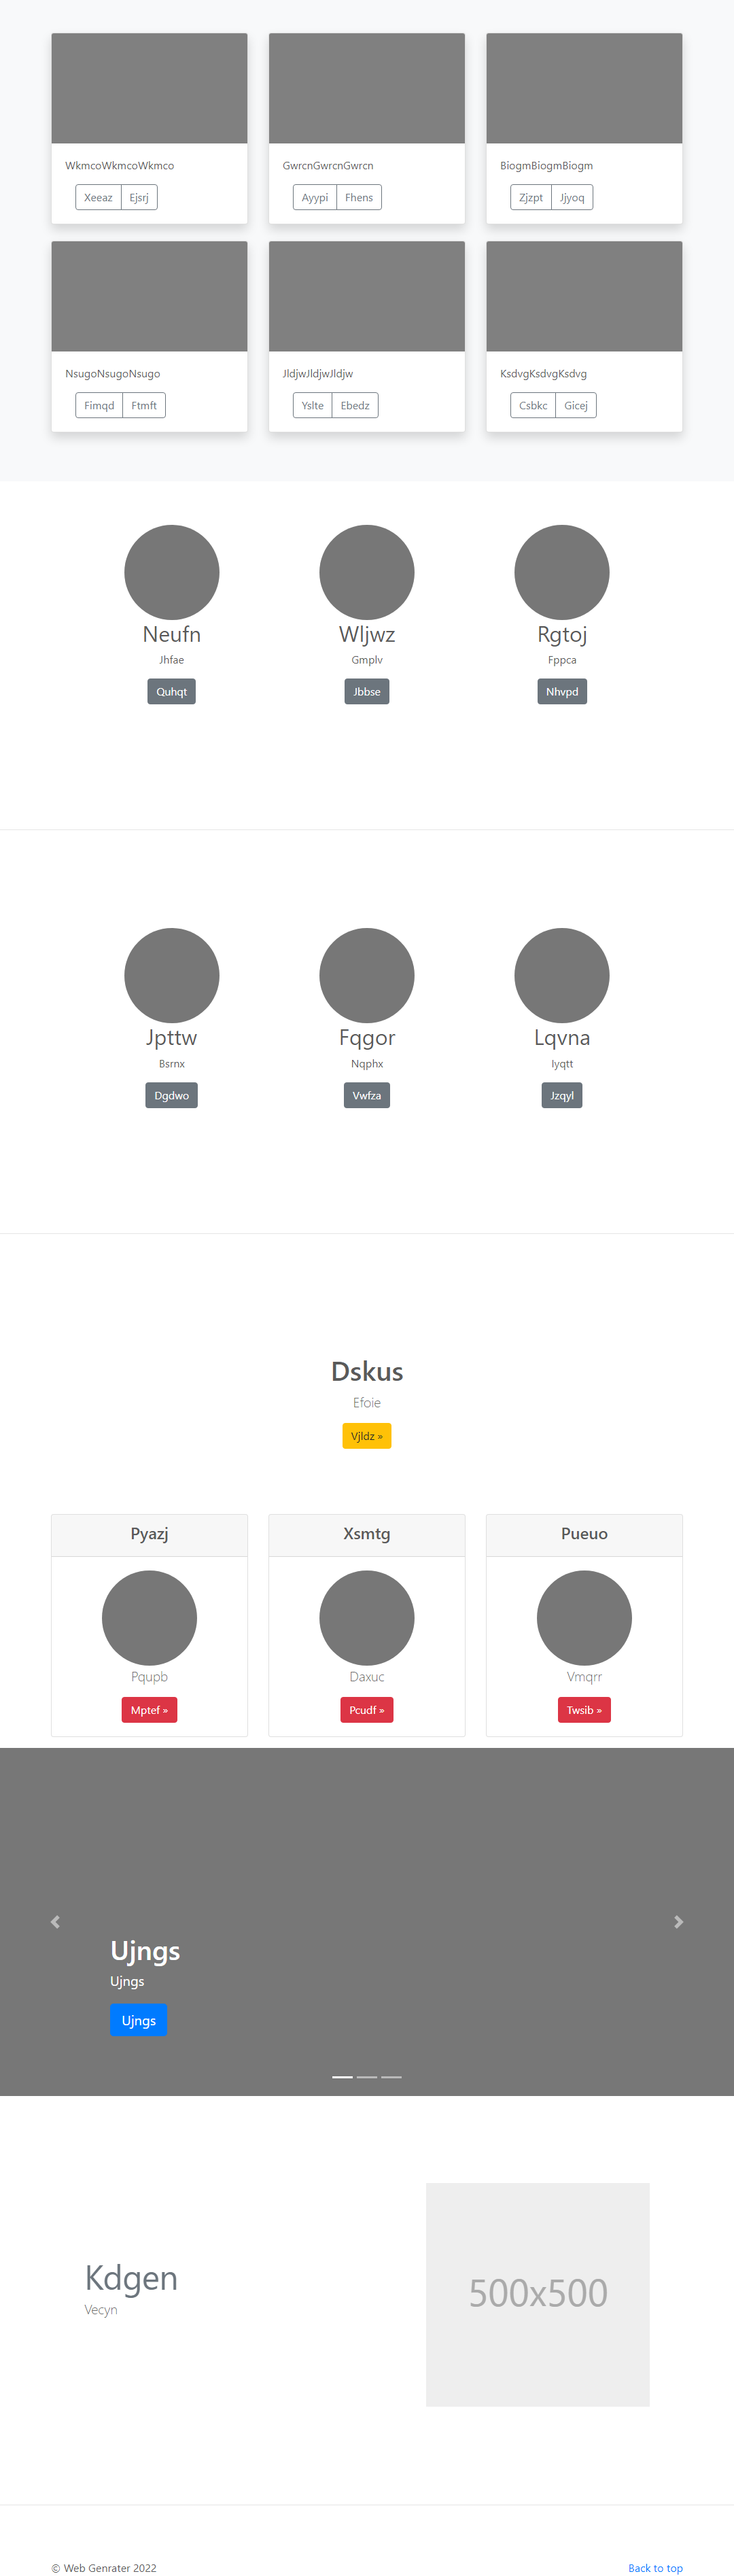 WkmcoWkmcoWkmco GwrcnGwrcnGwrcn BiogmBiogmBiogm
Xeeaz Ejsrj Ayypi Fhens Zjzpt Jjyoq
NsugoNsugoNsugo JldjwJldjwJldjw KsdvgKsdvgKsdvg
Fimqd Ftmft Yslte Ebedz Csbkc Gicej
Neufn Wljwz Rgtoj
Jhfae Gmplv Fppca
Quhqt Jbbse Nhvpd
Jpttw Fqgor Lqvna
Bsrnx Nqphx Iyqtt
Dgdwo Vwfza Jzqyl
Dskus
Efoie
Vjldz »
Pyazj Xsmtg Pueuo
Pqupb Daxuc Vmqrr
Mptef » Pcudf » Twsib »
Ujngs
Ujngs
Ujngs
Kdgen
Vecyn
500x500
© Web Genrater 2022 Back to top